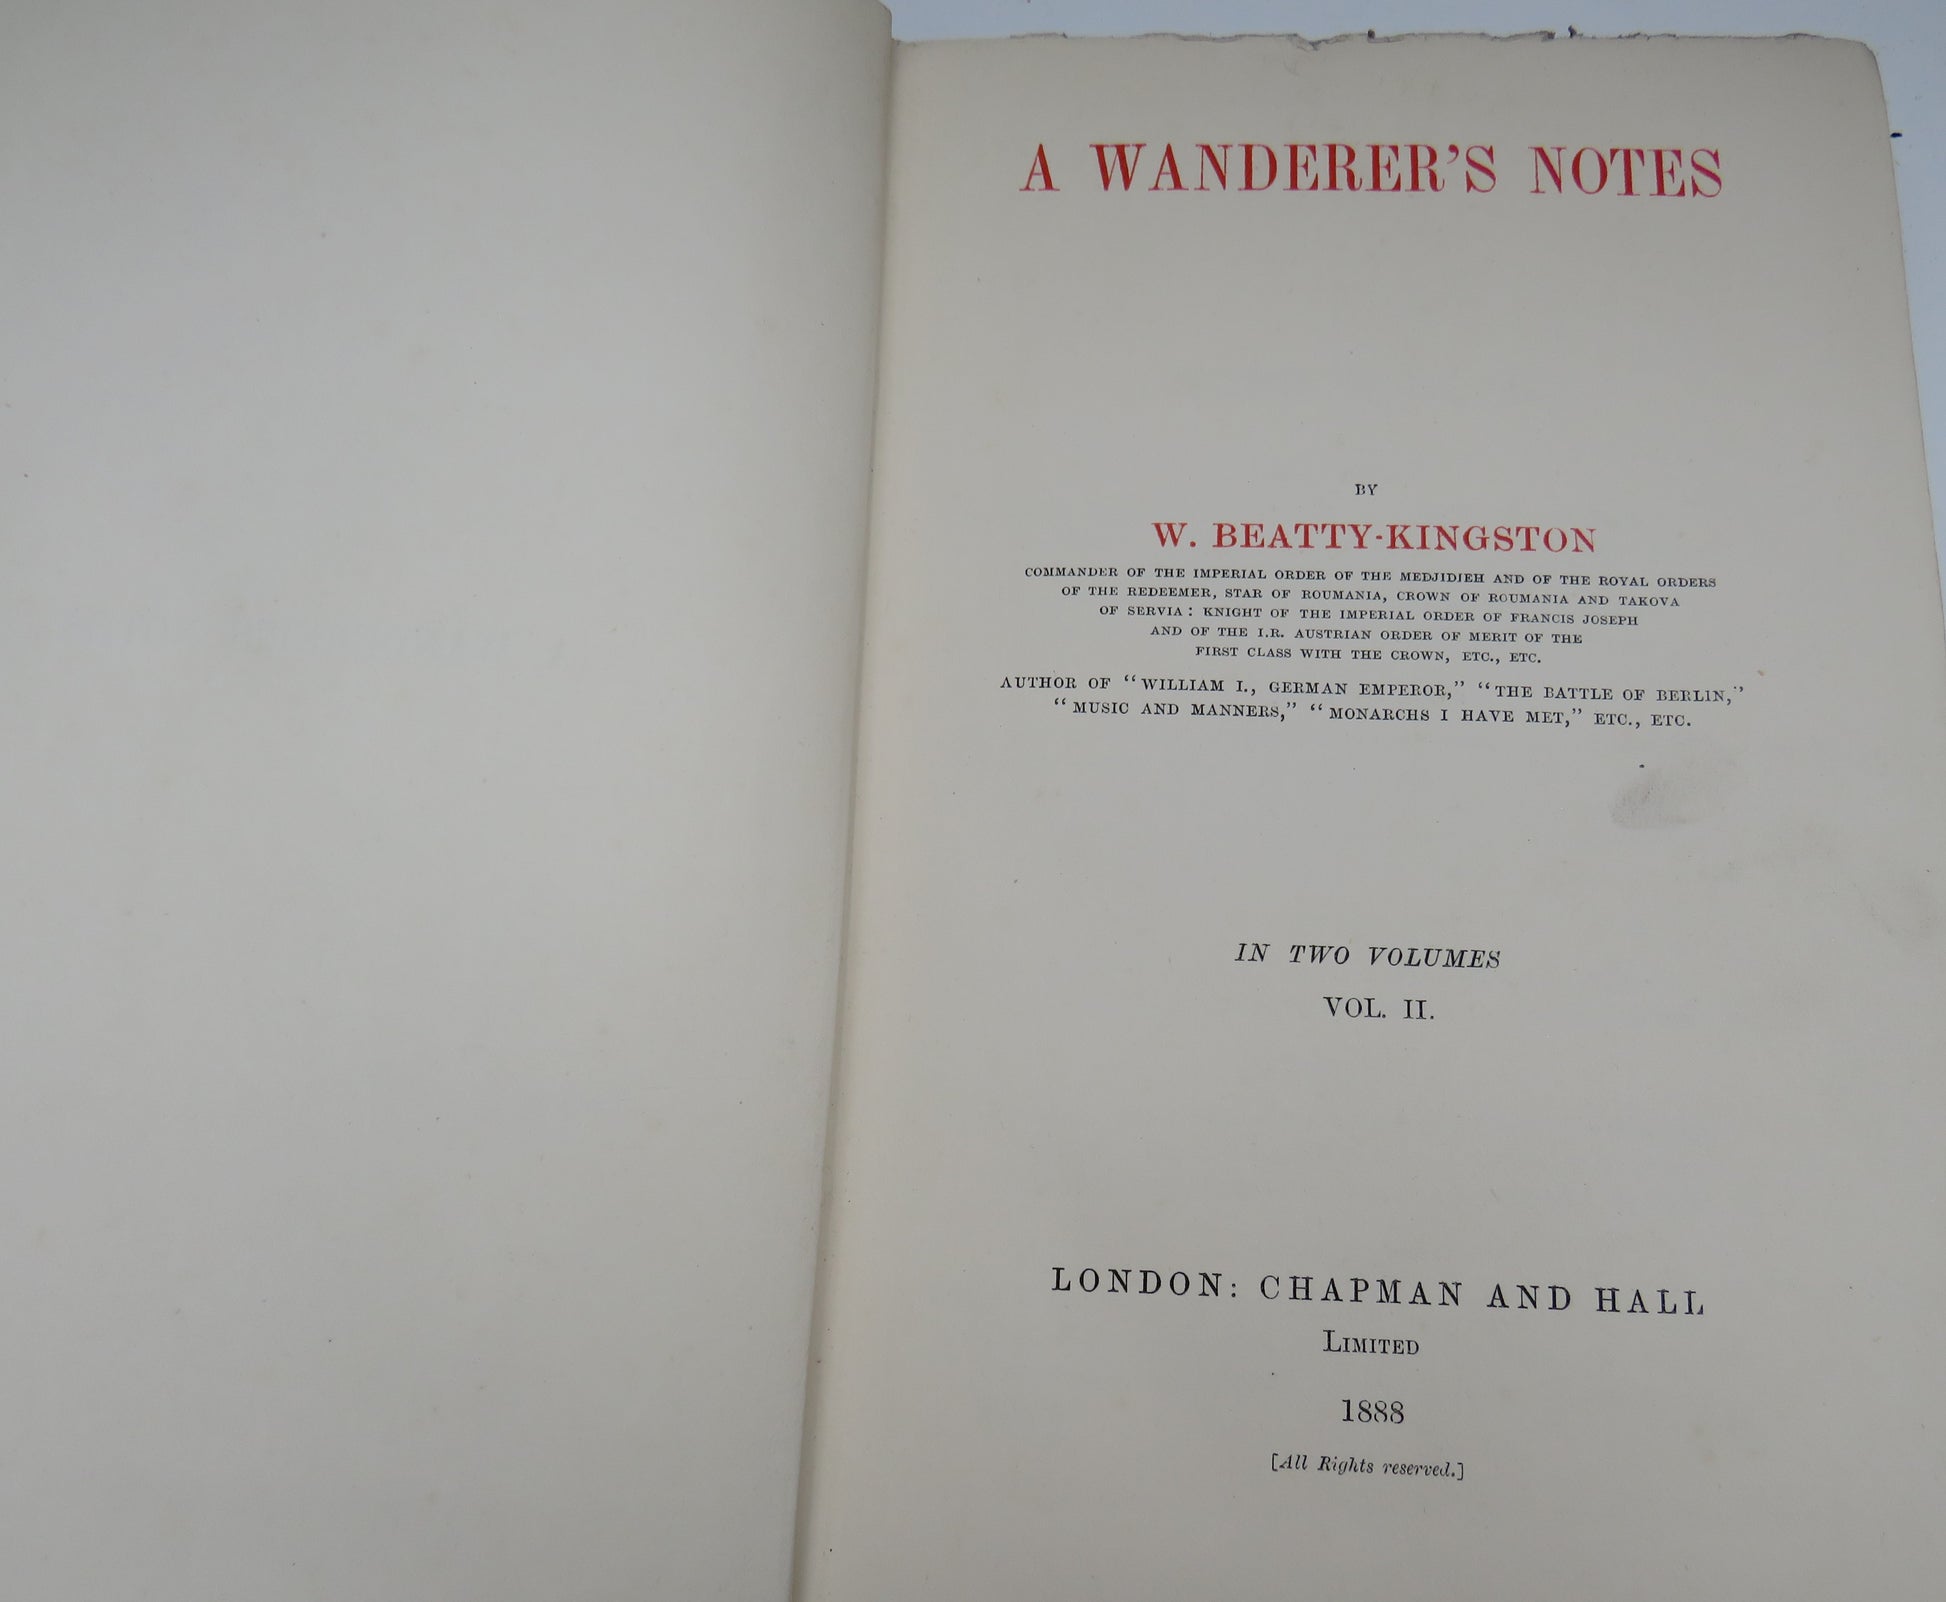 A WANDERER'S NOTES
BY
W. BEATTY-KINGSTON
COMMANDER OF THE IMPERIAL ORDER OF THE MEDJIDIEH AND OF THE ROYAL ORDERS
OF THE REDEEMER, STAR OF ROUMANIA, CROWN OF ROUMANIA AND TAKOVA
OF SERVIA: KNIGHT OF THE IMPERIAL ORDER OF FRANCIS JOSEPH
AND OF THE I.R. AUSTRIAN ORDER OF MERIT OF THE
FIRST CLASS WITH THE CROWN, ETC., ETC.
AUTHOR OF "WILLIAM I., GERMAN EMPEROR," "THE BATTLE OF BERLIN,"
"MUSIC AND MANNERS," "MONARCHS I HAVE MET," ETC., ETC.
IN TWO VOLUMES
VOL. II.
LONDON: CHAPMAN AND HALL
LIMITED
1888
[All Rights reserved.]